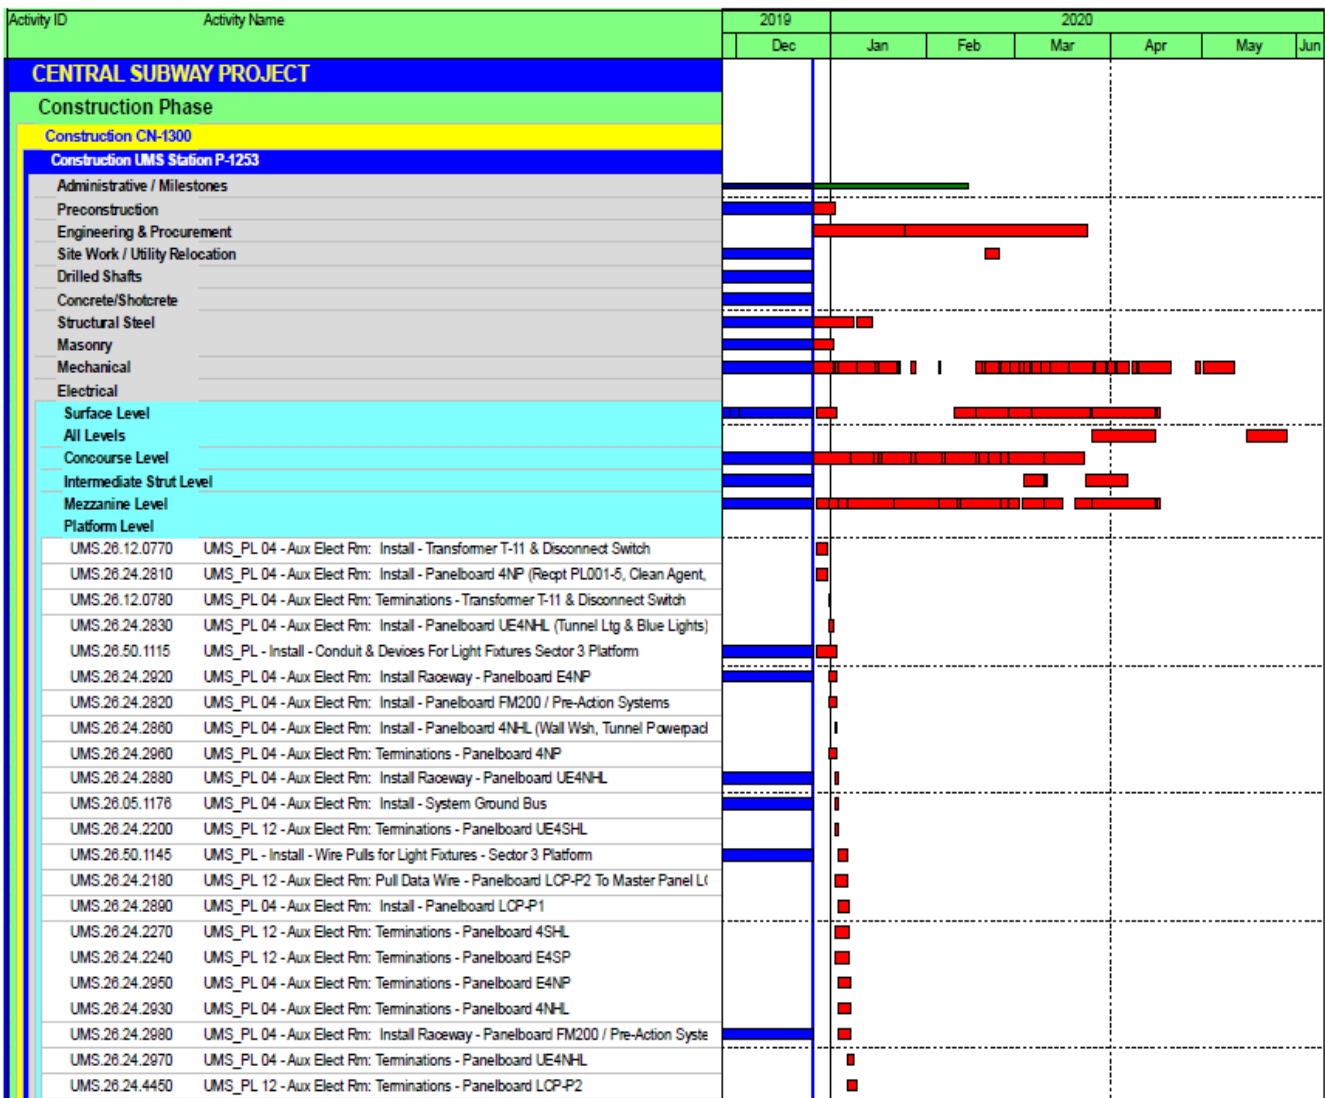 Activity ID Activity Name 2019 2020
Dec Jan Feb Mar Apr May Jun
CENTRAL SUBWAY PROJECT
Construction Phase
Construction CN-1300
Construction UMS Station P-1253
Administrative / Milestones
Preconstruction
Engineering & Procurement
Site Work / Utility Relocation
Drilled Shafts
Concrete/Shotcrete
Structural Steel
Masonry
Mechanical
Electrical
Surface Level
All Levels
Concourse Level
Intermediate Strut Level
Mezzanine Level
Platform Level
UMS.26.12.0770 UMS_PL 04 - Aux Elect Rm: Install - Transformer T-11 & Disconnect Switch
UMS.26.24.2810 UMS_PL 04 - Aux Elect Rm: Install - Panelboard 4NP (Recpt PL001-5, Clean Agent,
UMS.26.12.0780 UMS_PL 04 - Aux Elect Rm: Terminations - Transformer T-11 & Disconnect Switch
UMS.26.24.2830 UMS_PL 04 - Aux Elect Rm: Install - Panelboard UE4NHL (Tunnel Ltg & Blue Lights)
UMS.26.50.1115 UMS_PL - Install - Conduit & Devices For Light Fixtures Sector 3 Platform
UMS.26.24.2920 UMS_PL 04 - Aux Elect Rm: Install Raceway - Panelboard E4NP
UMS.26.24.2820 UMS_PL 04 - Aux Elect Rm: Install - Panelboard FM200 / Pre-Action Systems
UMS.26.24.2860 UMS_PL 04 - Aux Elect Rm: Install - Panelboard 4NHL (Wall Wsh, Tunnel Powerpad
UMS.26.24.2960 UMS_PL 04 - Aux Elect Rm: Terminations - Panelboard 4NP
UMS.26.24.2880 UMS_PL 04 - Aux Elect Rm: Install Raceway - Panelboard UE4NHL
UMS.26.05.1176 UMS_PL 04 - Aux Elect Rm: Install - System Ground Bus
UMS.26.24.2200 UMS_PL 12 - Aux Elect Rm: Terminations - Panelboard UE4SHL
UMS.26.50.1145 UMS_PL - Install - Wire Pulls for Light Fixtures - Sector 3 Platform
UMS.26.24.2180 UMS_PL 12 - Aux Elect Rm: Pull Data Wire - Panelboard LCP-P2 To Master Panel
UMS.26.24.2890 UMS_PL 04 - Aux Elect Rm: Install - Panelboard LCP-P1
UMS.26.24.2270 UMS_PL 12 - Aux Elect Rm: Terminations - Panelboard 4SHL
UMS.26.24.2240 UMS_PL 12 - Aux Elect Rm: Terminations - Panelboard E4SP
UMS.26.24.2950 UMS_PL 04 - Aux Elect Rm: Terminations - Panelboard E4NP
UMS.26.24.2930 UMS_PL 04 - Aux Elect Rm: Terminations - Panelboard 4NHL
UMS.26.24.2980 UMS_PL 04 - Aux Elect Rm: Install Raceway - Panelboard FM200 / Pre-Action Syste
UMS.26.24.2970 UMS_PL 04 - Aux Elect Rm: Terminations - Panelboard UE4NHL
UMS.26.24.4450 UMS_PL 12 - Aux Elect Rm: Terminations - Panelboard LCP-P2